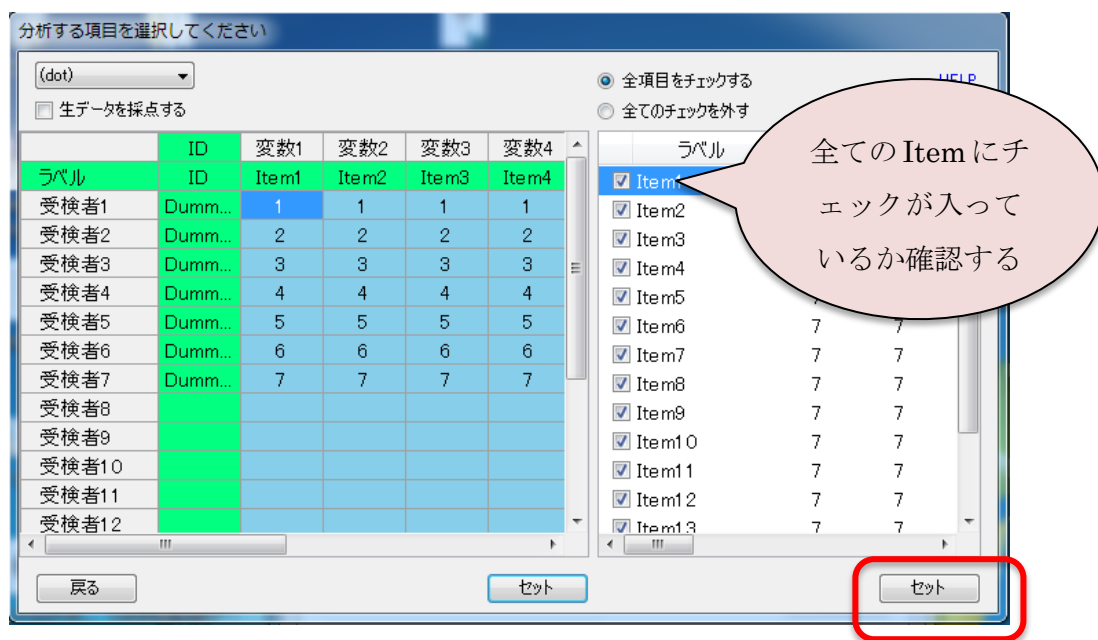 分析する項目を選択してください
(dot)
生データを採点する
全項目をチェックする
全てのチェックを外す
HELP
ID 変数1 変数2 変数3 変数4
ラベル ID Item1 Item2 Item3 Item4
受検者1 Dumm... 1 1 1 1
受検者2 Dumm... 2 2 2 2
受検者3 Dumm... 3 3 3 3
受検者4 Dumm... 4 4 4 4
受検者5 Dumm... 5 5 5 5
受検者6 Dumm... 6 6 6 6
受検者7 Dumm... 7 7 7 7
受検者8
受検者9
受検者10
受検者11
受検者12
ラベル
Item1
Item2
Item3
Item4
Item5
Item6 7 7
Item7 7 7
Item8 7 7
Item9 7 7
Item10 7 7
Item11 7 7
Item12 7 7
Item13 7 7
全てのItemにチ
ェックが入って
いるか確認する
戻る
セット
セット